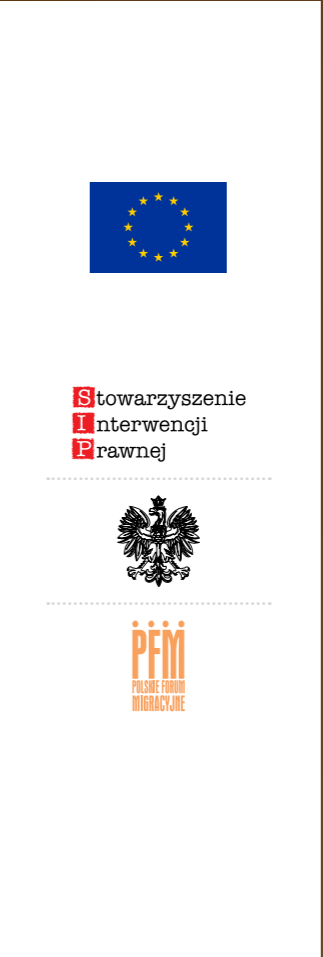 Stowarzyszenie
Interwencji
Prawnej
PFM
POLSKIE FORUM
MIGRACYJNE